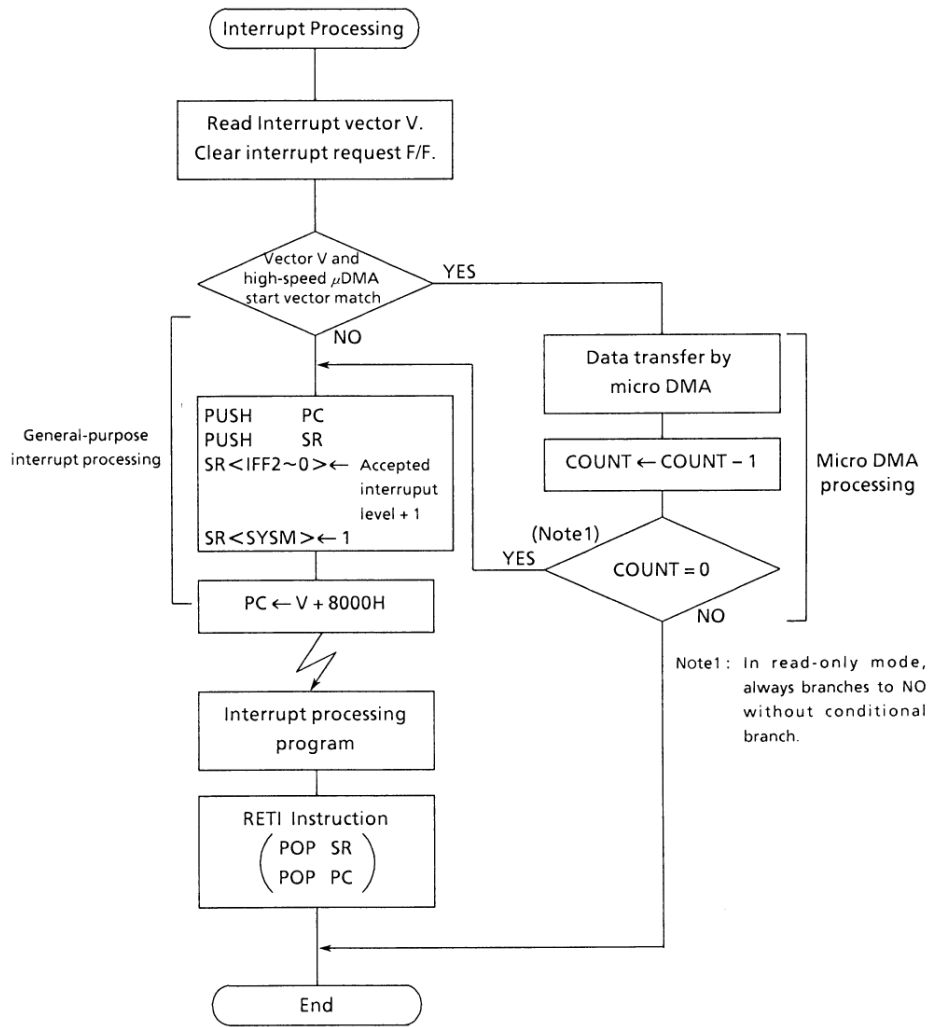 Interrupt Processing
Read Interrupt vector V.
Clear interrupt request F/F.
Vector V and
high-speed μDMA
start vector match
YES
NO
General-purpose
interrupt processing
PUSH PC
PUSH SR
SR<IFF2~0>← Accepted
interruput
level + 1
SR<SYSM>←1
PC ← V + 8000H
Interrupt processing
program
RETI Instruction
POP SR
POP PC
End
Data transfer by
micro DMA
COUNT ← COUNT – 1
(Note1)
YES
COUNT = 0
NO
Micro DMA
processing
Note1 : In read-only mode,
always branches to NO
without conditional
branch.